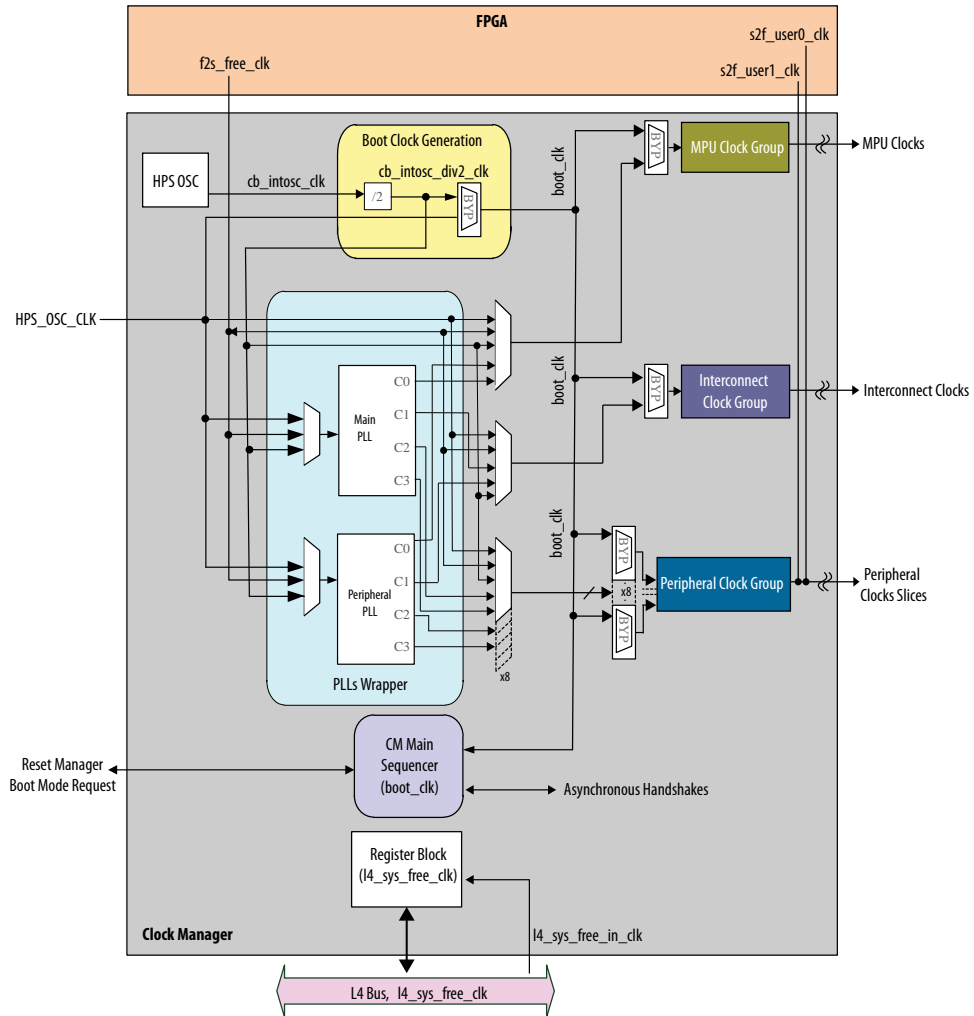 FPGA
s2f_user0_clk
f2s_free_clk
s2f_user1_clk
Boot Clock Generation
cb_intosc_div2_clk
HPS OSC
cb_intosc_clk
/2
BYP
boot_clk
BYP
MPU Clock Group
MPU Clocks
HPS_OSC_CLK
Main
PLL
C0
C1
C2
C3
boot_clk
BYP
Interconnect
Clock Group
Interconnect Clocks
Peripheral
PLL
C0
C1
C2
C3
x8
PLLs Wrapper
boot_clk
BYP
x8
BYP
Peripheral Clock Group
Peripheral
Clocks Slices
CM Main
Sequencer
(boot_clk)
Reset Manager
Boot Mode Request
Asynchronous Handshakes
Register Block
(l4_sys_free_clk)
Clock Manager
l4_sys_free_in_clk
L4 Bus, l4_sys_free_clk